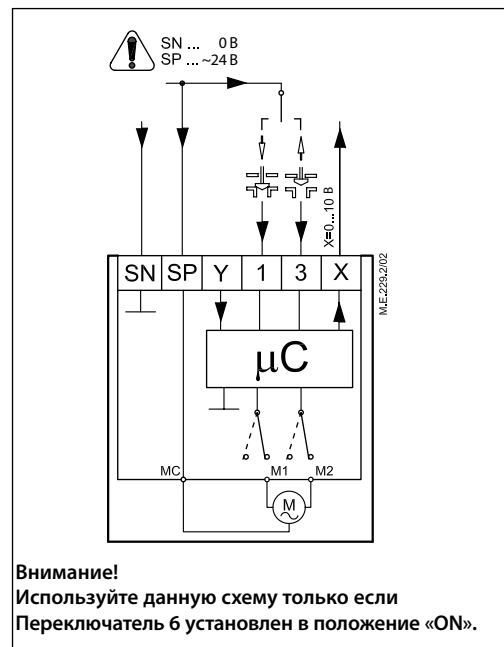 SN ... 0 В
SP ... ~24 В
X=0...10 В
SN SP Y 1 3 X
M.E.229.2/02
µC
MC M1 M2
M
Внимание!
Используйте данную схему только если
Переключатель 6 установлен в положение «ON».